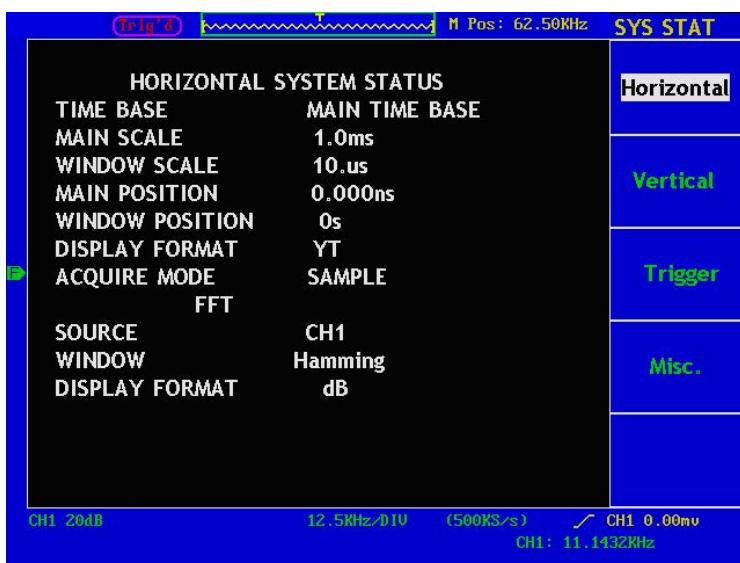 Trig'd M Pos: 62.50KHz SYS STAT
T
HORIZONTAL SYSTEM STATUS
TIME BASE MAIN TIME BASE
MAIN SCALE 1.0ms
WINDOW SCALE 10.us
MAIN POSITION 0.000ns
WINDOW POSITION 0s
DISPLAY FORMAT YT
ACQUIRE MODE SAMPLE
FFT
SOURCE CH1
WINDOW Hamming
DISPLAY FORMAT dB
F
Horizontal
Vertical
Trigger
Misc.
CH1 20dB 12.5KHz/DIV (500KS/s) CH1 0.00mv
CH1: 11.1432KHz